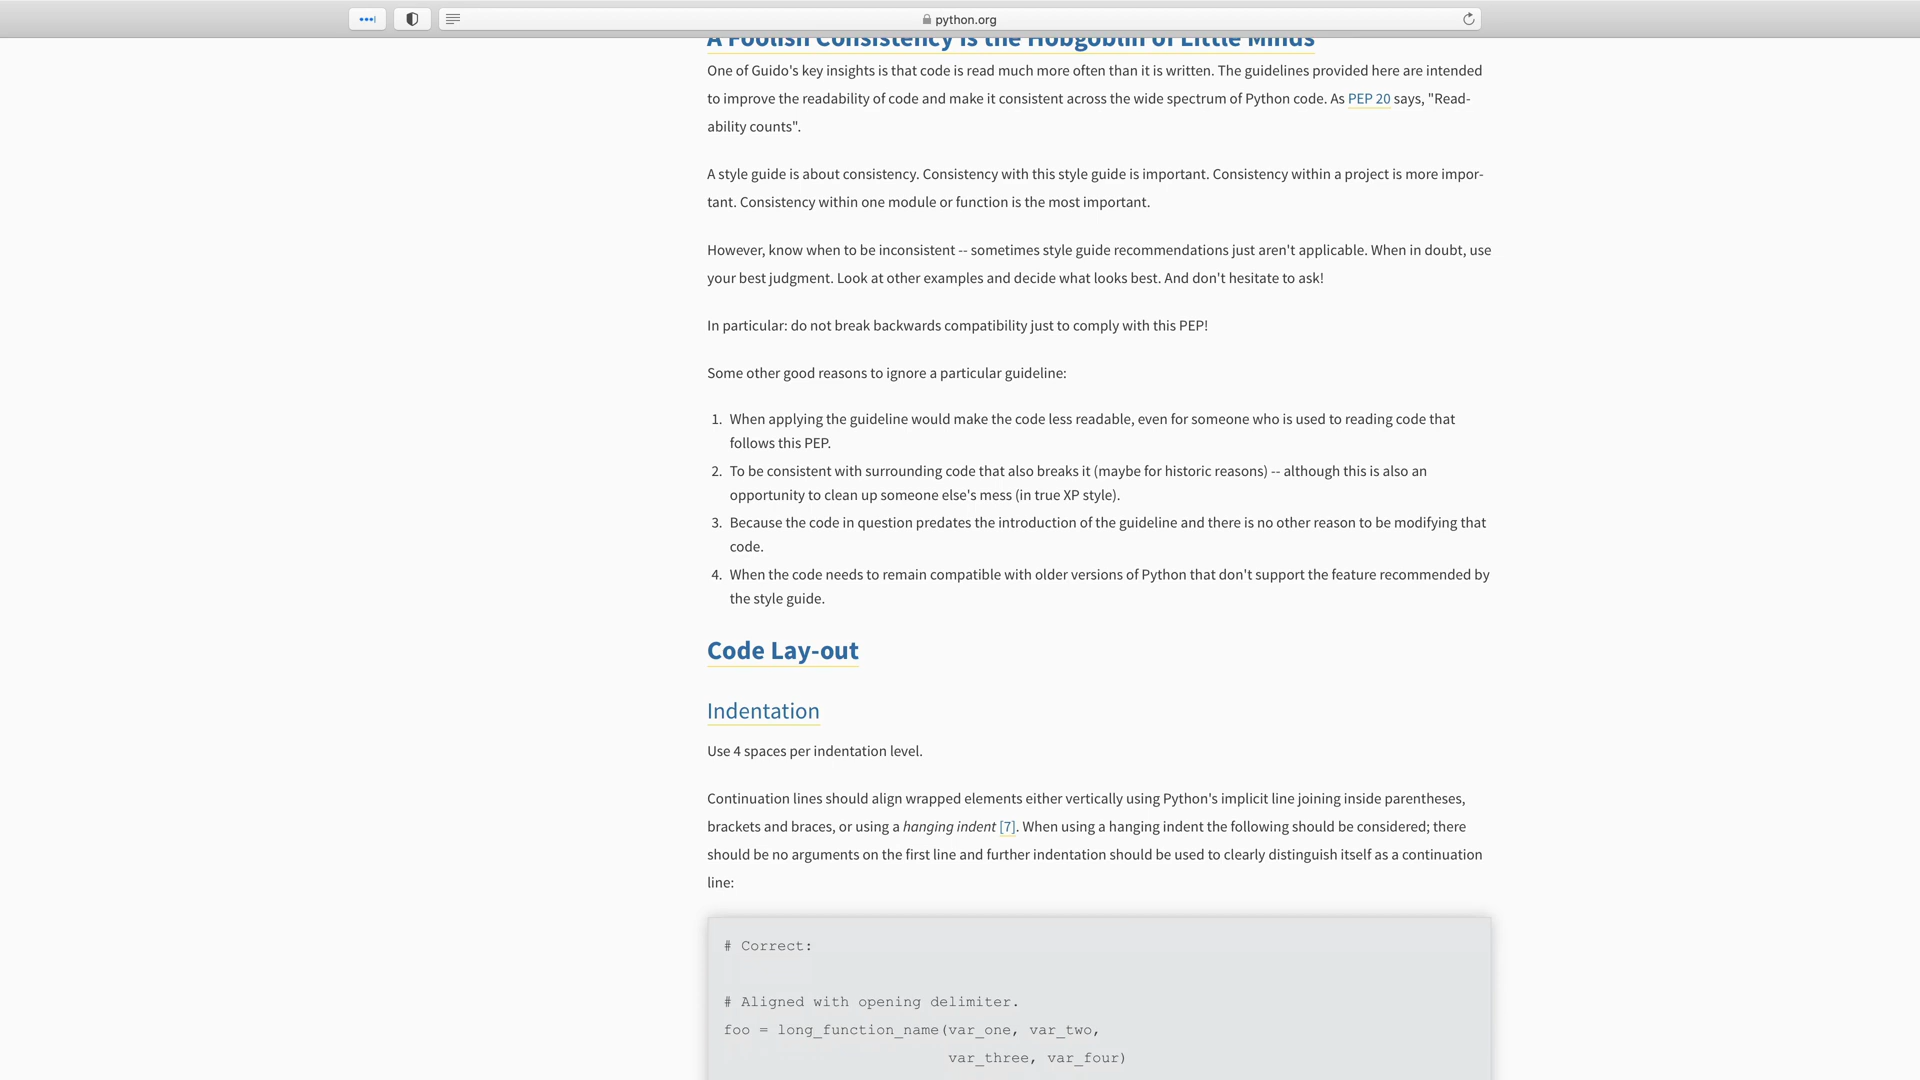 python.org
A Foolish Consistency is the Hobgoblin of Little Minds
One of Guido's key insights is that code is read much more often than it is written. The guidelines provided here are intended
to improve the readability of code and make it consistent across the wide spectrum of Python code. As PEP 20 says, "Read-
ability counts".
A style guide is about consistency. Consistency with this style guide is important. Consistency within a project is more impor-
tant. Consistency within one module or function is the most important.
However, know when to be inconsistent -- sometimes style guide recommendations just aren't applicable. When in doubt, use
your best judgment. Look at other examples and decide what looks best. And don't hesitate to ask!
In particular: do not break backwards compatibility just to comply with this PEP!
Some other good reasons to ignore a particular guideline:
1. When applying the guideline would make the code less readable, even for someone who is used to reading code that
follows this PEP.
2. To be consistent with surrounding code that also breaks it (maybe for historic reasons) -- although this is also an
opportunity to clean up someone else's mess (in true XP style).
3. Because the code in question predates the introduction of the guideline and there is no other reason to be modifying that
code.
4. When the code needs to remain compatible with older versions of Python that don't support the feature recommended by
the style guide.
Code Lay-out
Indentation
Use 4 spaces per indentation level.
Continuation lines should align wrapped elements either vertically using Python's implicit line joining inside parentheses,
brackets and braces, or using a hanging indent [7]. When using a hanging indent the following should be considered; there
should be no arguments on the first line and further indentation should be used to clearly distinguish itself as a continuation
line:
# Correct:
# Aligned with opening delimiter.
foo = long_function_name(var_one, var_two,
                         var_three, var_four)